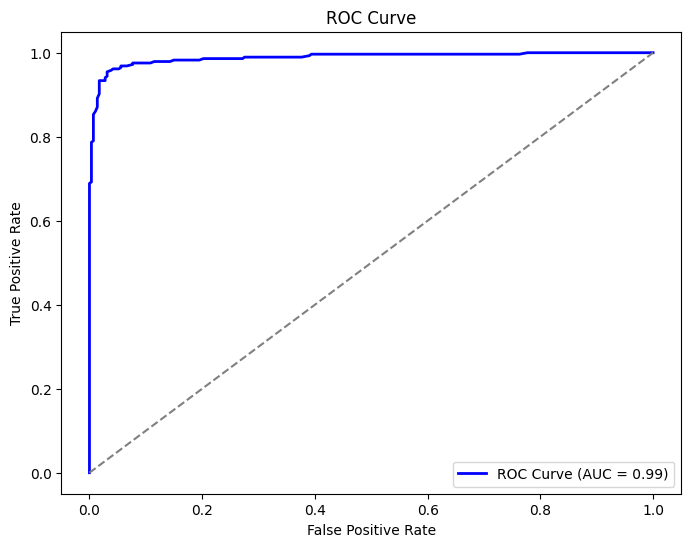 ROC Curve
True Positive Rate
1.0
0.8
0.6
0.4
0.2
0.0
ROC Curve (AUC = 0.99)
0.0 0.2 0.4 0.6 0.8 1.0
False Positive Rate